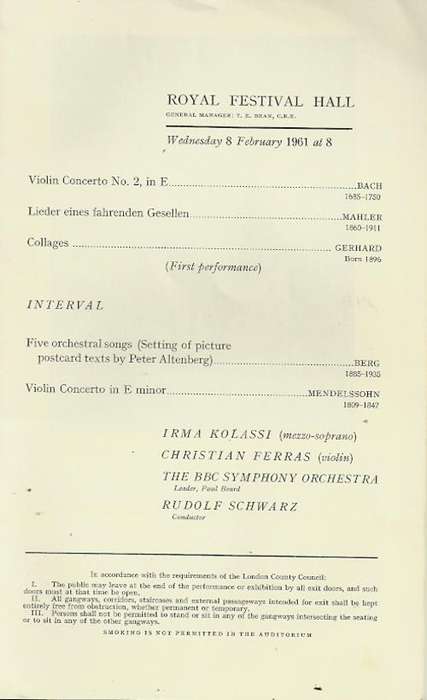 ROYAL FESTIVAL HALL
GENERAL MANAGER: T. E. BEAN, C.B.E.
Wednesday 8 February 1961 at 8
Violin Concerto No. 2, in E..........BACH
1685-1750
Lieder eines fahrenden Gesellen..........MAHLER
1860-1911
Collages .......... GERHARD
Born 1896
(First performance)
INTERVAL
Five orchestral songs (Setting of picture
postcard texts by Peter Altenberg)..........BERG
1885-1935
Violin Concerto in E minor..........MENDELSSOHN
1809-1847
IRMA KOLASSI (mezzo-soprano)
CHRISTIAN FERRAS (violin)
THE BBC SYMPHONY ORCHESTRA
Leader, Paul Beard
RUDOLF SCHWARZ
Conductor
In accordance with the requirements of the London County Council:
I. The public may leave at the end of the performance or exhibition by all exit doors, and such
doors must at that time be open.
II. All gangways, corridors, staircases and external passageways intended for exit shall be kept
entirely free from obstruction, whether permanent or temporary.
III. Persons shall not be permitted to stand or sit in any of the gangways intersecting the seating
or to sit in any of the other gangways.
SMOKING IS NOT PERMITTED IN THE AUDITORIUM